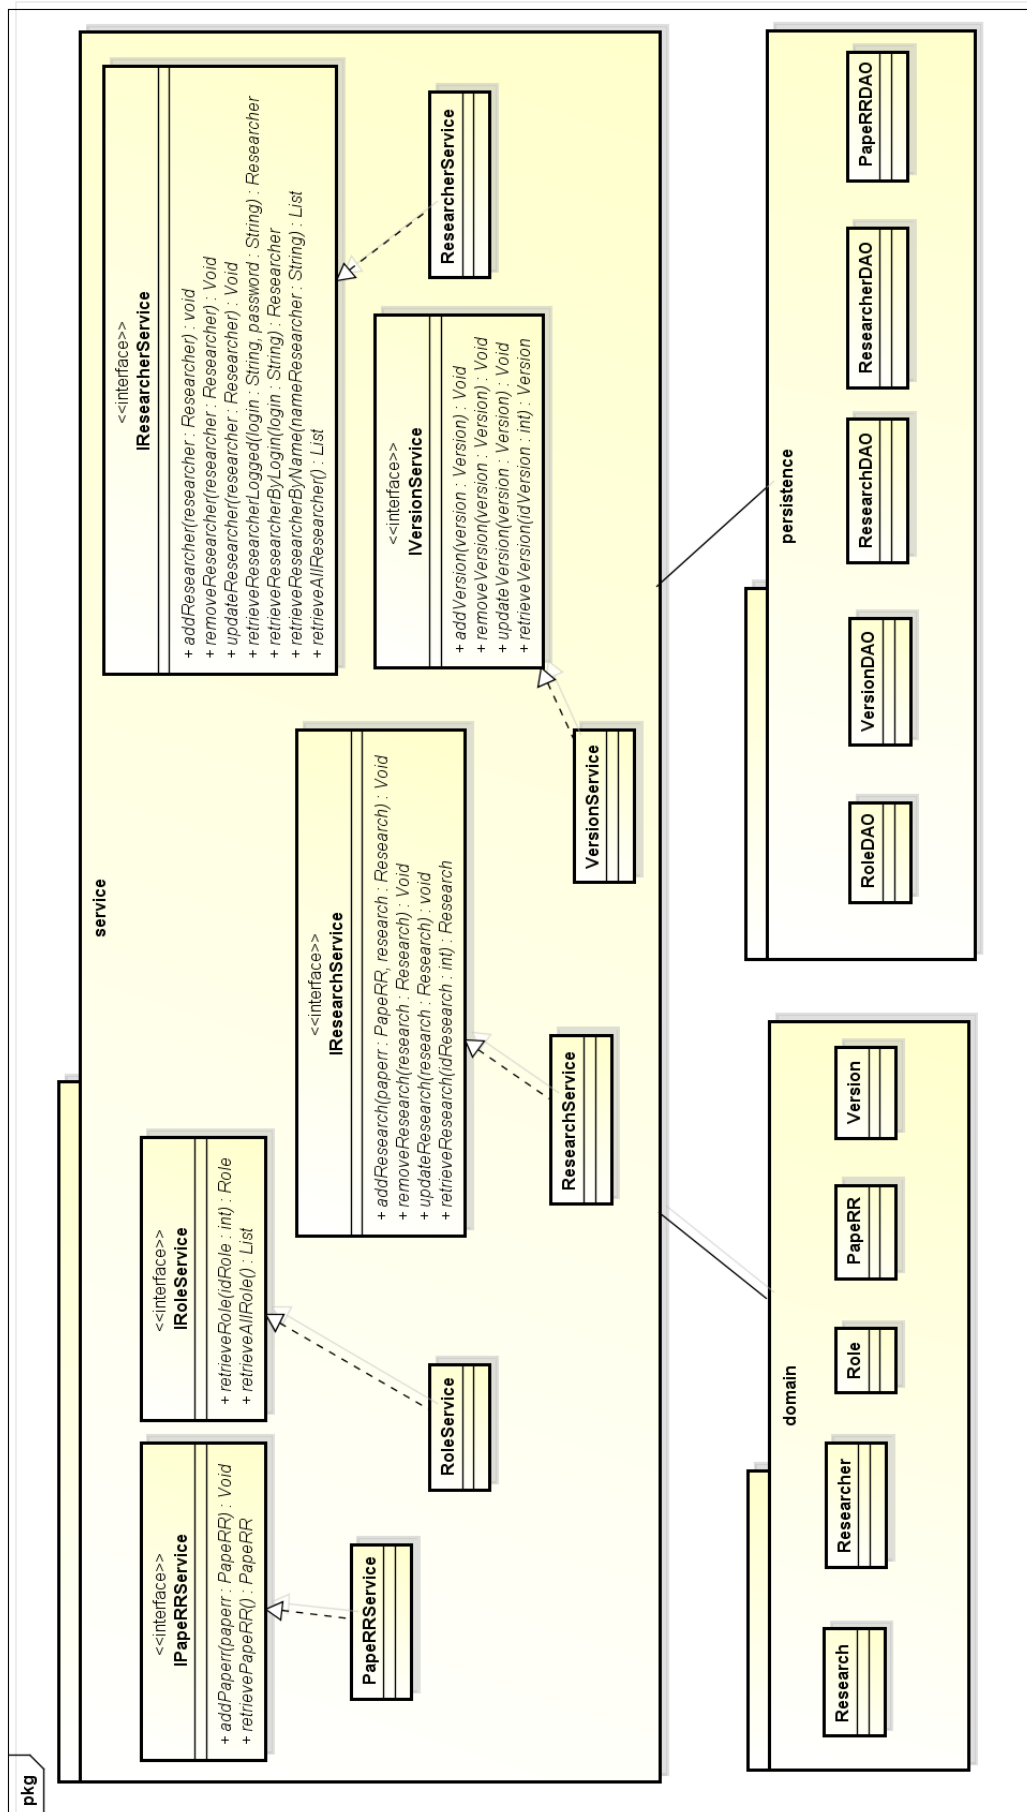 pkg
service
<<interface>>
IPapeRRService
+ addPaperr(paperr : PapeRR) : Void
+ retrievePapeRR() : PapeRR
<<interface>>
IRoleService
+ retrieveRole(idRole : int) : Role
+ retrieveAllRole() : List
<<interface>>
IResearchService
+ addResearch(paperr : PapeRR, research : Research) : Void
+ removeResearch(research : Research) : Void
+ updateResearch(research : Research) : void
+ retrieveResearch(idResearch : int) : Research
<<interface>>
IResearcherService
+ addResearcher(researcher : Researcher) : void
+ removeResearcher(researcher : Researcher) : Void
+ updateResearcher(researcher : Researcher) : Void
+ retrieveResearcherLogged(login : String, password : String) : Researcher
+ retrieveResearcherByLogin(login : String) : Researcher
+ retrieveResearcherByName(nameResearcher : String) : List
+ retrieveAllResearcher() : List
<<interface>>
IVersionService
+ addVersion(version : Version) : Void
+ removeVersion(version : Version) : Void
+ updateVersion(version : Version) : Void
+ retrieveVersion(idVersion : int) : Version
PapeRRService
RoleService
ResearchService
VersionService
ResearcherService
domain
Research
Researcher
Role
PapeRR
Version
persistence
RoleDAO
VersionDAO
ResearchDAO
ResearcherDAO
PapeRRDAO